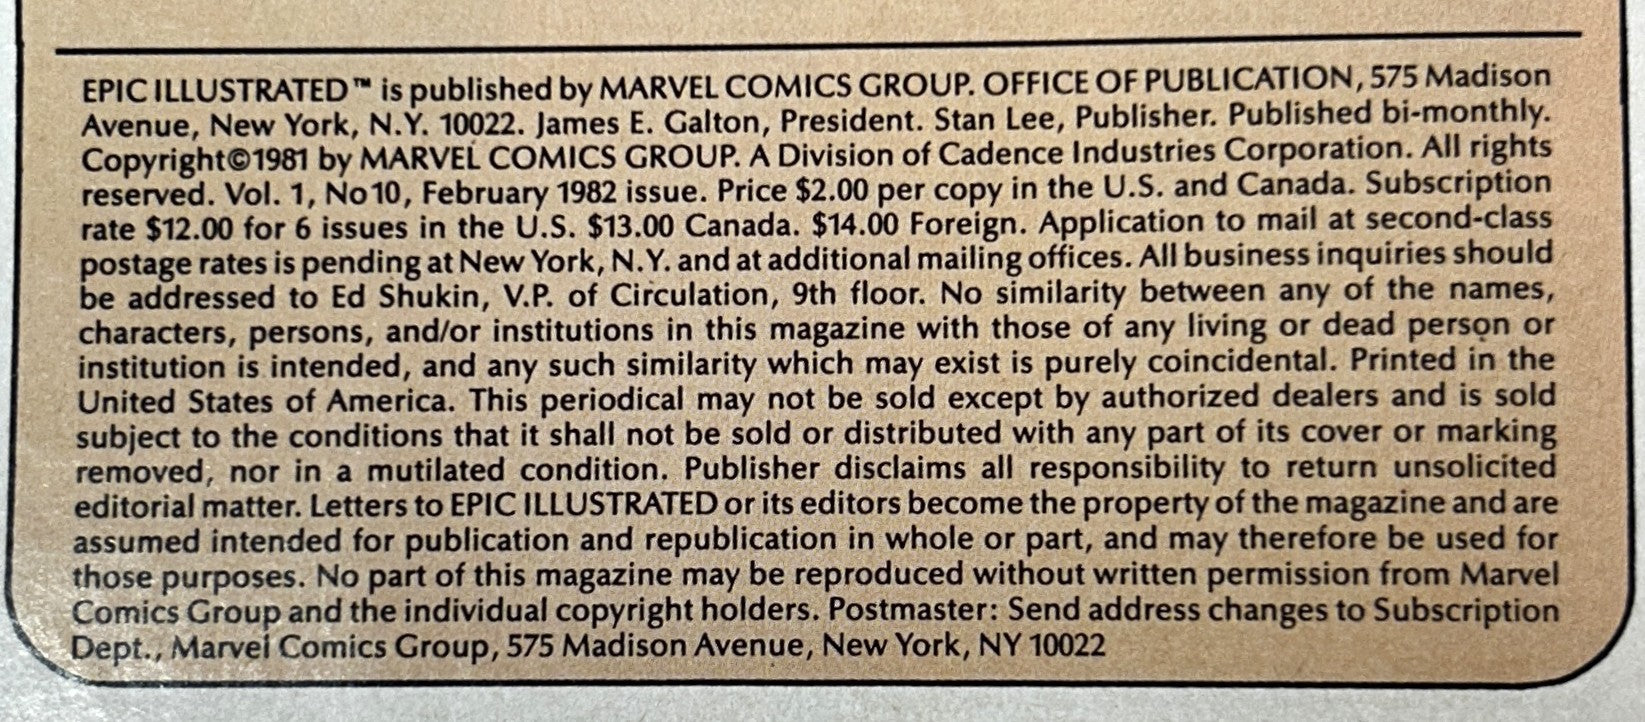 EPIC ILLUSTRATED™ is published by MARVEL COMICS GROUP. OFFICE OF PUBLICATION, 575 Madison
Avenue, New York, N.Y. 10022. James E. Galton, President. Stan Lee, Publisher. Published bi-monthly.
Copyright©1981 by MARVEL COMICS GROUP. A Division of Cadence Industries Corporation. All rights
reserved. Vol. 1, No10, February 1982 issue. Price $2.00 per copy in the U.S. and Canada. Subscription
rate $12.00 for 6 issues in the U.S. $13.00 Canada. $14.00 Foreign. Application to mail at second-class
postage rates is pending at New York, N.Y. and at additional mailing offices. All business inquiries should
be addressed to Ed Shukin, V.P. of Circulation, 9th floor. No similarity between any of the names,
characters, persons, and/or institutions in this magazine with those of any living or dead person or
institution is intended, and any such similarity which may exist is purely coincidental. Printed in the
United States of America. This periodical may not be sold except by authorized dealers and is sold
subject to the conditions that it shall not be sold or distributed with any part of its cover or marking
removed, nor in a mutilated condition. Publisher disclaims all responsibility to return unsolicited
editorial matter. Letters to EPIC ILLUSTRATED or its editors become the property of the magazine and are
assumed intended for publication and republication in whole or part, and may therefore be used for
those purposes. No part of this magazine may be reproduced without written permission from Marvel
Comics Group and the individual copyright holders. Postmaster: Send address changes to Subscription
Dept., Marvel Comics Group, 575 Madison Avenue, New York, NY 10022